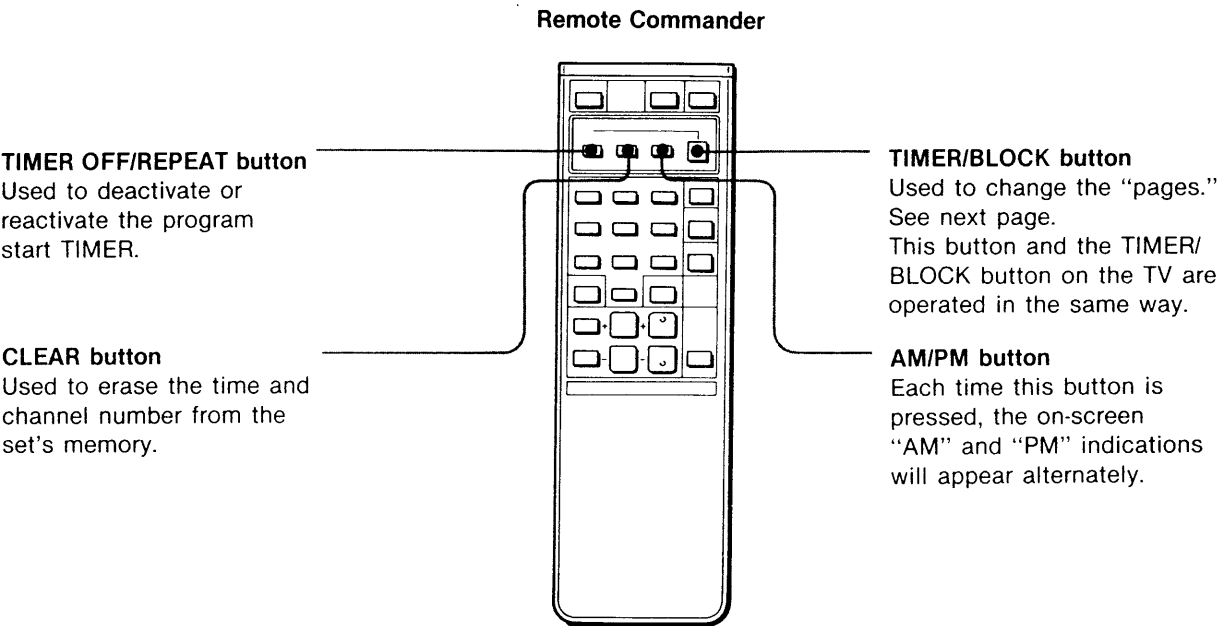 Remote Commander
TIMER OFF/REPEAT button
Used to deactivate or
reactivate the program
start TIMER.
CLEAR button
Used to erase the time and
channel number from the
set's memory.
TIMER/BLOCK button
Used to change the "pages."
See next page.
This button and the TIMER/
BLOCK button on the TV are
operated in the same way.
AM/PM button
Each time this button is
pressed, the on-screen
"AM" and "PM" indications
will appear alternately.
+ +
- -